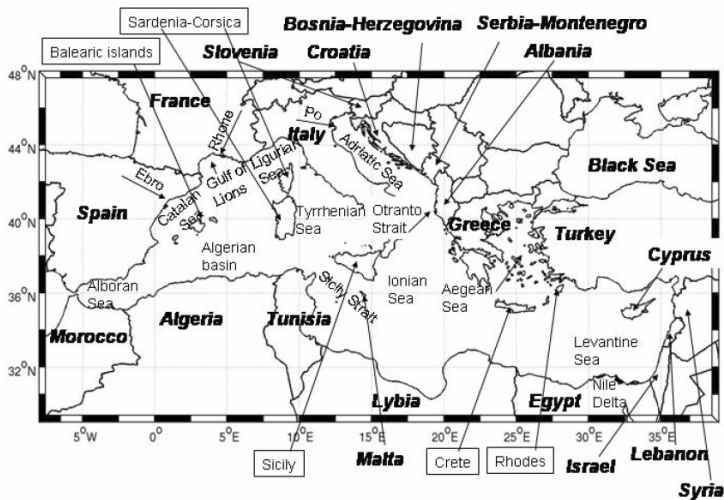 Sardenia-Corsica
Bosnia-Herzegovina
Serbia-Montenegro
Balearic islands
Slovenia
Croatia
Albania
48°N
France
Rhone
Po
Italy
Adriatic Sea
44°N
Ebro
Catalan
Sea
Gulf of
Lions
Ligurian
Sea
Black Sea
Spain
Tyrrhenian
Sea
Otranto
Strait
Greece
Turkey
40°N
Algerian
basin
Cyprus
Alboran
Sea
Sicily Strait
Ionian
Sea
Aegean
Sea
36°N
Morocco
Algeria
Tunisia
Levantine
Sea
32°N
Lybia
Egypt
Nile
Delta
5°W
0°E
5°E
10°E
15°E
20°E
25°E
30°E
35°E
Sicily
Malta
Crete
Rhodes
Israel
Lebanon
Syria